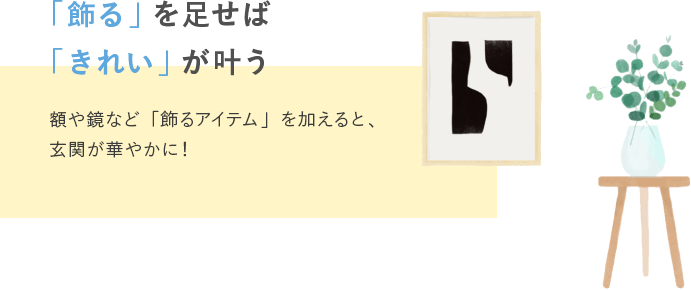 「飾る」を足せば
「きれい」が叶う
額や鏡など「飾るアイテム」を加えると、
玄関が華やかに！